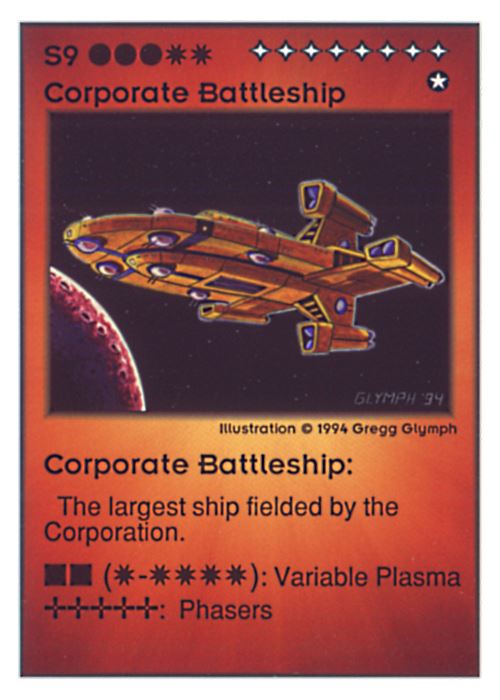 S9 ●●●✷✷ ✧✧✧✧✧✧✧✧
Corporate Battleship ✪
GLYMPH '94
Illustration © 1994 Gregg Glymph
Corporate Battleship:
The largest ship fielded by the
Corporation.
■■ (✷-✷✷✷✷): Variable Plasma
✢✢✢✢✢: Phasers